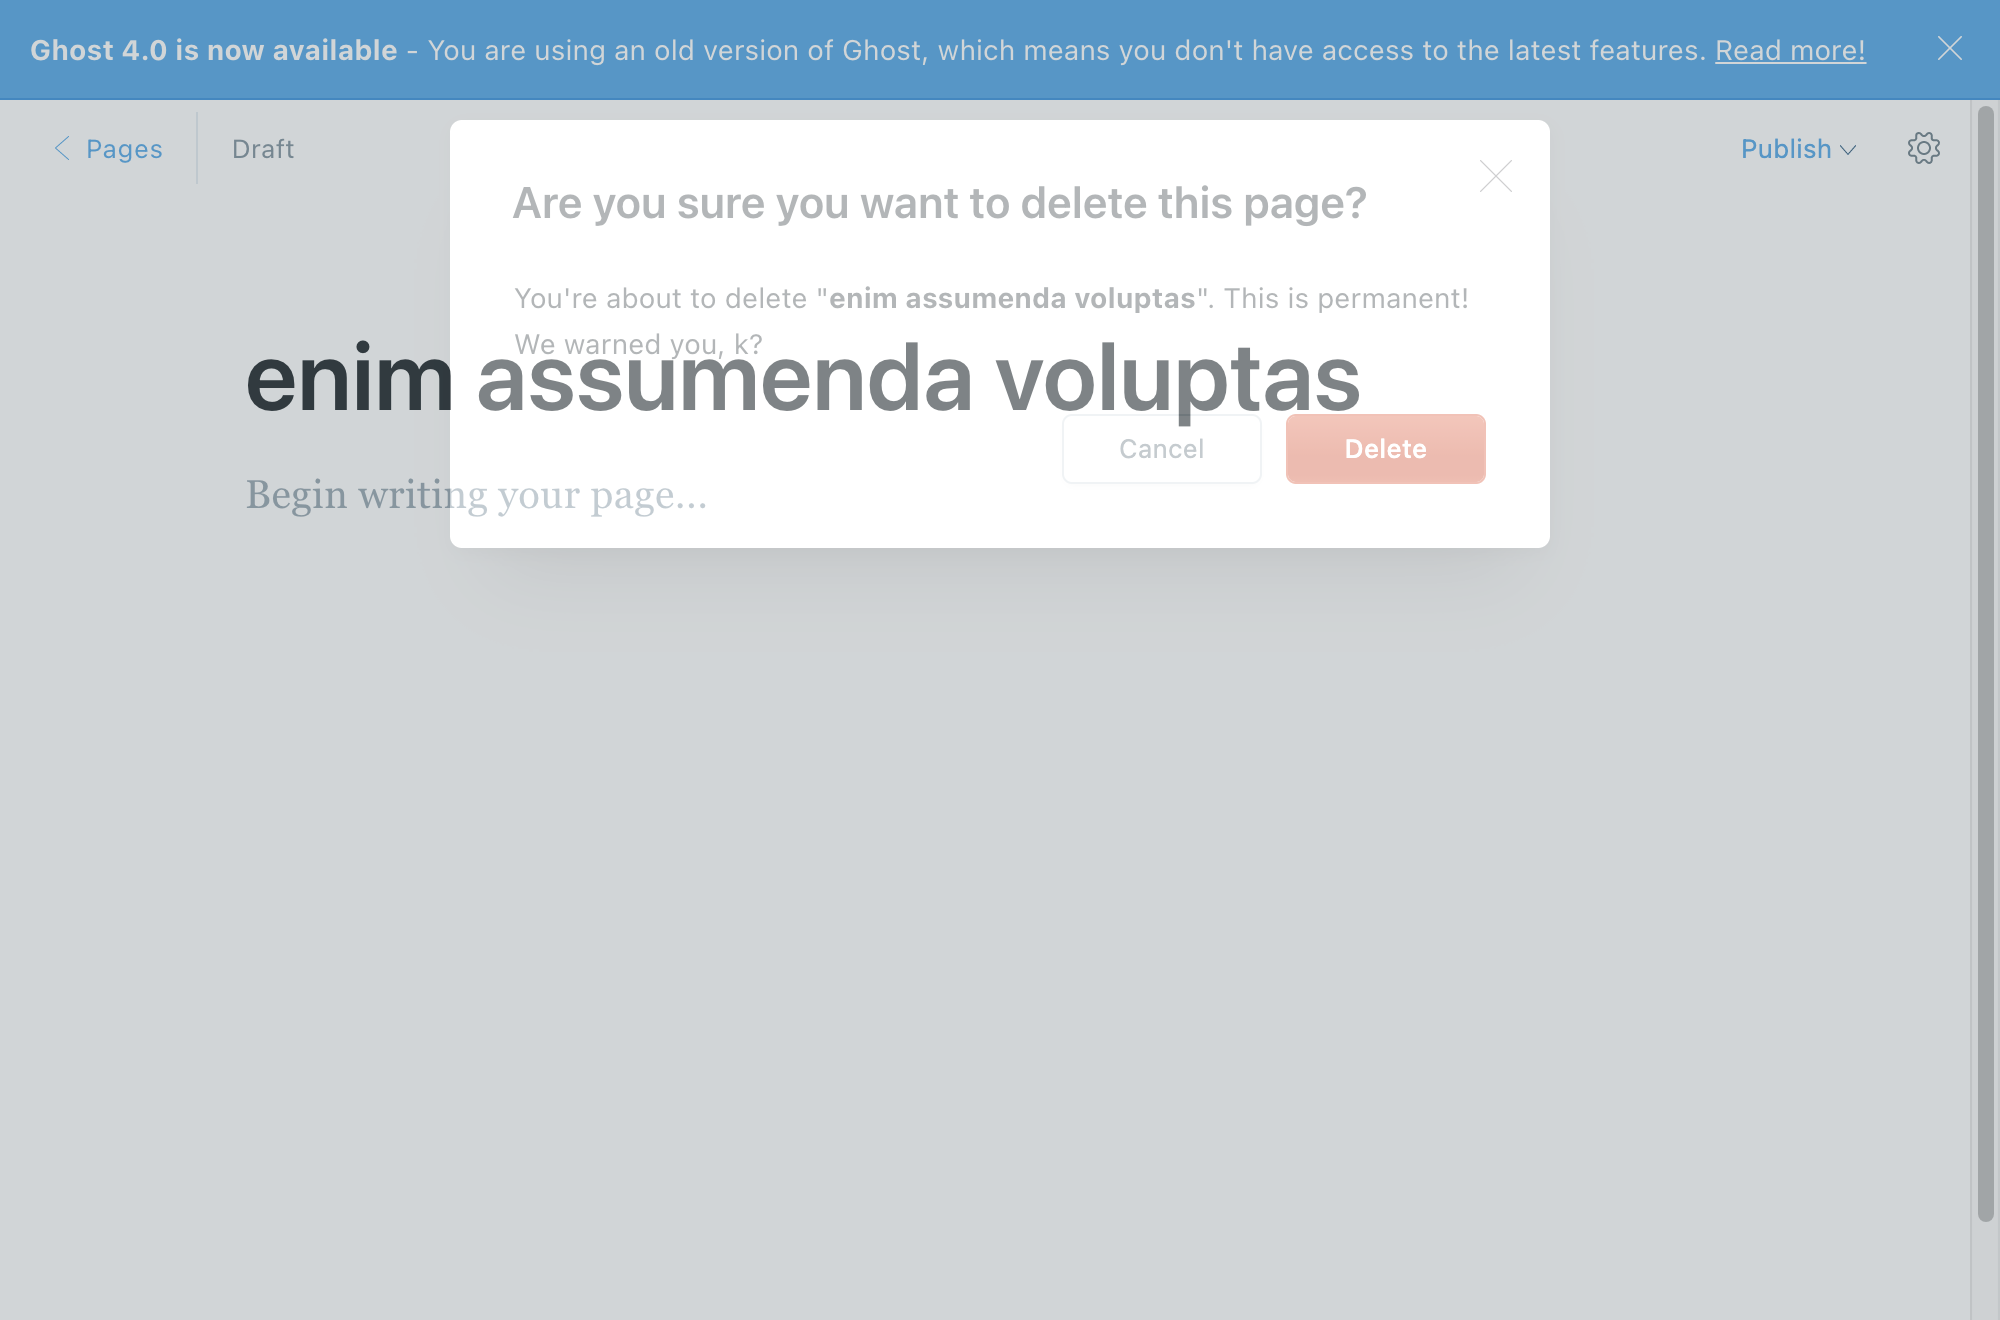 Ghost 4.0 is now available - You are using an old version of Ghost, which means you don't have access to the latest features. Read more!
Pages
Draft
Publish
Are you sure you want to delete this page?
You're about to delete "enim assumenda voluptas". This is permanent!
We warned you, k?
enim assumenda voluptas
Cancel
Delete
Begin writing your page...